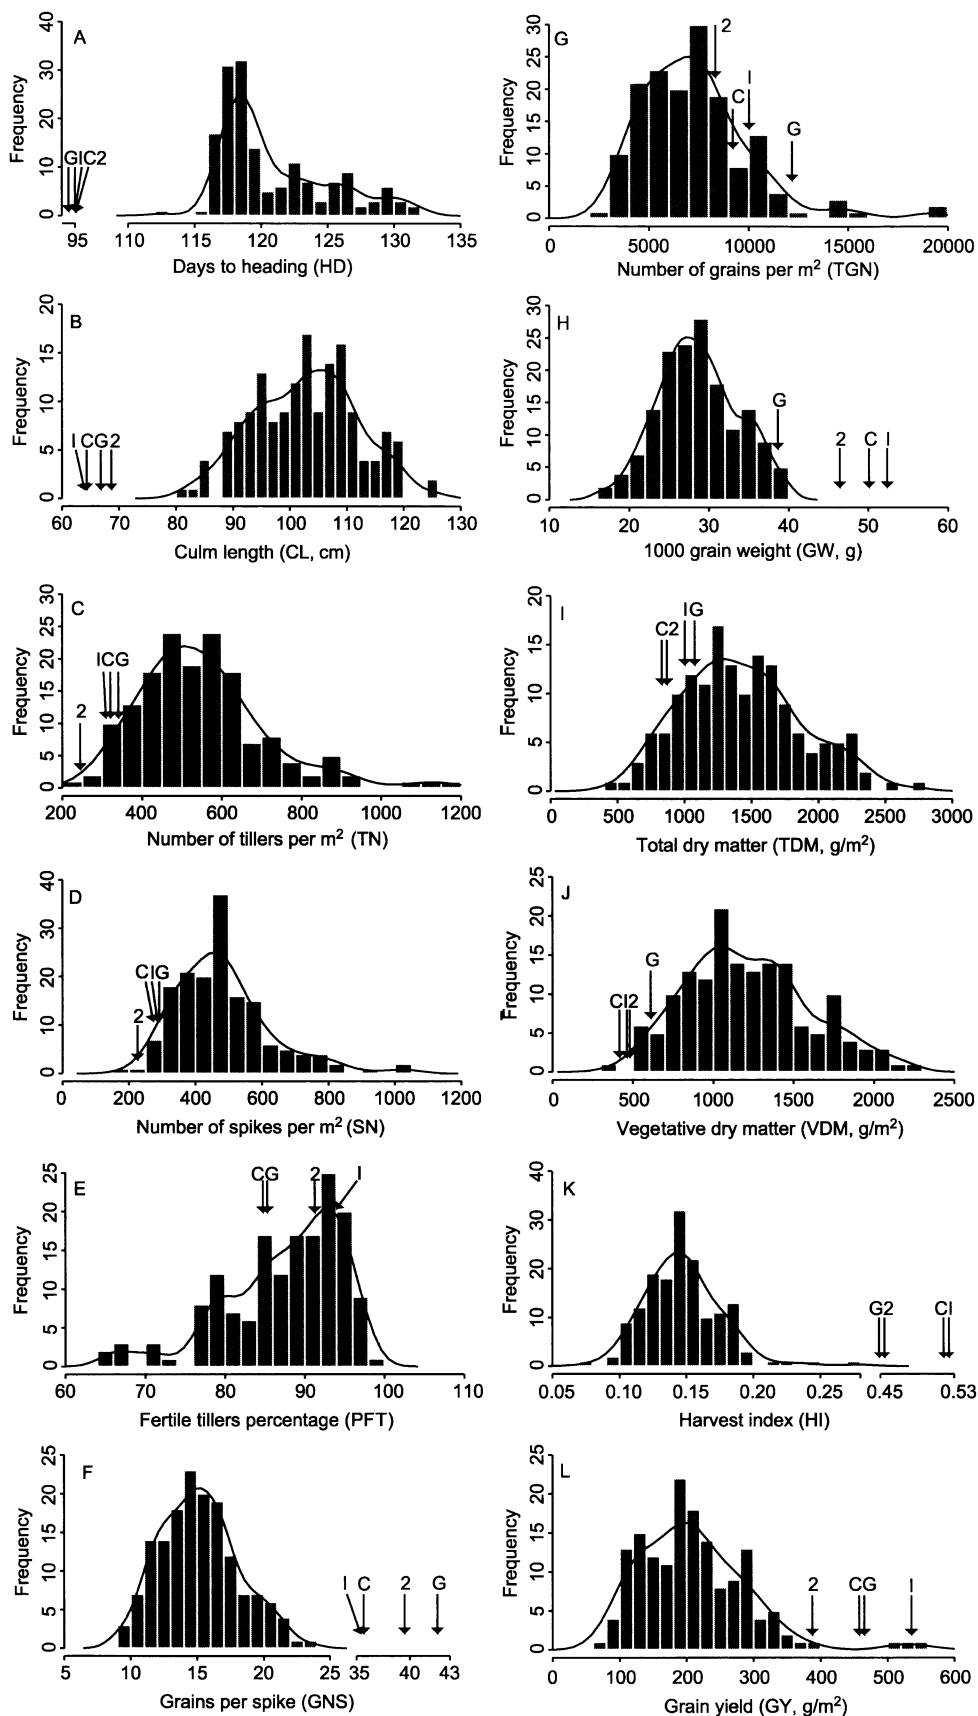 A
Frequency
0 10 20 30 40
GIC2
95 110 115 120 125 130 135
Days to heading (HD)
B
Frequency
0 5 10 15 20
I CG2
60 70 80 90 100 110 120 130
Culm length (CL, cm)
C
Frequency
0 5 10 15 20 25 30
ICG
2
200 400 600 800 1000 1200
Number of tillers per m² (TN)
D
Frequency
0 10 20 30 40
CIG
2
0 200 400 600 800 1000 1200
Number of spikes per m² (SN)
E
Frequency
0 5 10 15 20 25
CG 2 I
60 70 80 90 100 110
Fertile tillers percentage (PFT)
F
Frequency
0 5 10 15 20 25
I C 2 G
5 10 15 20 25 35 40 43
Grains per spike (GNS)
G
Frequency
0 5 10 15 20 25 30
2
C I
G
0 5000 10000 15000 20000
Number of grains per m² (TGN)
H
Frequency
0 5 10 15 20 25 30
G
2 C I
10 20 30 40 50 60
1000 grain weight (GW, g)
I
Frequency
0 5 10 15 20
IG
C2
0 500 1000 1500 2000 2500 3000
Total dry matter (TDM, g/m²)
J
Frequency
0 5 10 15 20 25
G
CI2
0 500 1000 1500 2000 2500
Vegetative dry matter (VDM, g/m²)
K
Frequency
0 10 20 30 40
G2 CI
0.05 0.10 0.15 0.20 0.25 0.45 0.53
Harvest index (HI)
L
Frequency
0 5 10 15 20 25
2 CG I
0 100 200 300 400 500 600
Grain yield (GY, g/m²)